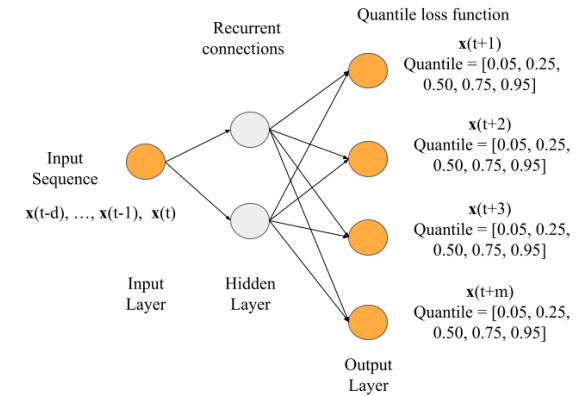 Quantile loss function
Recurrent
connections
x(t+1)
Quantile = [0.05, 0.25,
0.50, 0.75, 0.95]
x(t+2)
Quantile = [0.05, 0.25,
0.50, 0.75, 0.95]
Input
Sequence
x(t-d), …, x(t-1), x(t)
x(t+3)
Quantile = [0.05, 0.25,
0.50, 0.75, 0.95]
Input
Layer
Hidden
Layer
x(t+m)
Quantile = [0.05, 0.25,
0.50, 0.75, 0.95]
Output
Layer